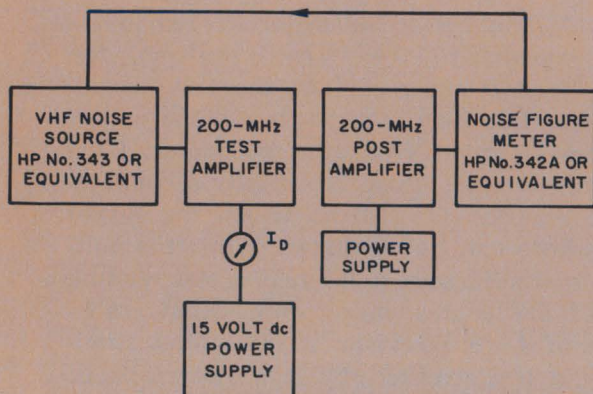 VHF NOISE
SOURCE
HP No. 343 OR
EQUIVALENT
200-MHz
TEST
AMPLIFIER
200-MHz
POST
AMPLIFIER
NOISE FIGURE
METER
HP No. 342A OR
EQUIVALENT
I_D
POWER
SUPPLY
15 VOLT dc
POWER
SUPPLY